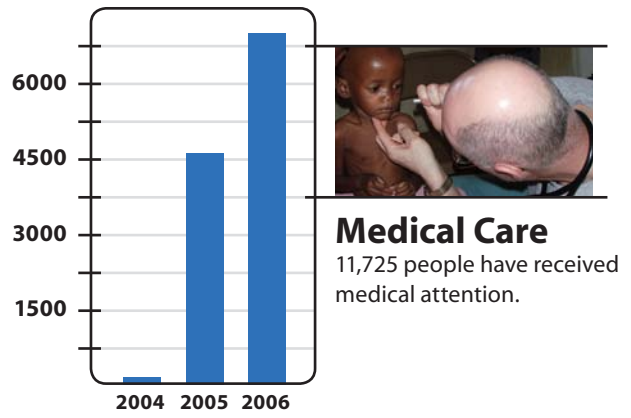 6000
4500
3000
1500
2004 2005 2006
Medical Care
11,725 people have received
medical attention.